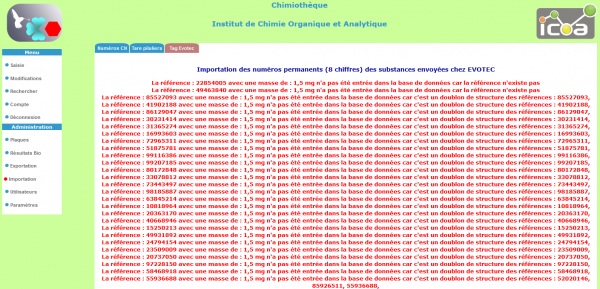 Chimiothèque
Institut de Chimie Organique et Analytique
icoa
Menu
Saisie
Modifications
Rechercher
Compte
Déconnexion
Administration
Plaques
Résultats Bio
Exportation
Importation
Utilisateurs
Paramètres
Numéros CN
Tare piluliers
Tag Evotec
Importation des numéros permanents (8 chiffres) des substances envoyées chez EVOTEC
La référence : 22854005 avec une masse de : 1,5 mg n'a pas été entrée dans la base de données car la référence n'existe pas
La référence : 49463840 avec une masse de : 1,5 mg n'a pas été entrée dans la base de données car la référence n'existe pas
La référence : 85527093 avec une masse de : 1,5 mg n'a pas été entrée dans la base de données car c'est un doublon de structure des références : 85527093,
La référence : 41902188 avec une masse de : 1,5 mg n'a pas été entrée dans la base de données car c'est un doublon de structure des références : 41902188,
La référence : 86129047 avec une masse de : 1,5 mg n'a pas été entrée dans la base de données car c'est un doublon de structure des références : 86129047,
La référence : 30231414 avec une masse de : 1,5 mg n'a pas été entrée dans la base de données car c'est un doublon de structure des références : 30231414,
La référence : 31365274 avec une masse de : 1,5 mg n'a pas été entrée dans la base de données car c'est un doublon de structure des références : 31365274,
La référence : 16993603 avec une masse de : 1,5 mg n'a pas été entrée dans la base de données car c'est un doublon de structure des références : 16993603,
La référence : 72965311 avec une masse de : 1,5 mg n'a pas été entrée dans la base de données car c'est un doublon de structure des références : 72965311,
La référence : 51875781 avec une masse de : 1,5 mg n'a pas été entrée dans la base de données car c'est un doublon de structure des références : 51875781,
La référence : 99116386 avec une masse de : 1,5 mg n'a pas été entrée dans la base de données car c'est un doublon de structure des références : 99116386,
La référence : 99207185 avec une masse de : 1,5 mg n'a pas été entrée dans la base de données car c'est un doublon de structure des références : 99207185,
La référence : 80172848 avec une masse de : 1,5 mg n'a pas été entrée dans la base de données car c'est un doublon de structure des références : 80172848,
La référence : 33078812 avec une masse de : 1,5 mg n'a pas été entrée dans la base de données car c'est un doublon de structure des références : 33078812,
La référence : 73443497 avec une masse de : 1,5 mg n'a pas été entrée dans la base de données car c'est un doublon de structure des références : 73443497,
La référence : 98185887 avec une masse de : 1,5 mg n'a pas été entrée dans la base de données car c'est un doublon de structure des références : 98185887,
La référence : 63845214 avec une masse de : 1,5 mg n'a pas été entrée dans la base de données car c'est un doublon de structure des références : 63845214,
La référence : 10818964 avec une masse de : 1,5 mg n'a pas été entrée dans la base de données car c'est un doublon de structure des références : 10818964,
La référence : 20363170 avec une masse de : 1,5 mg n'a pas été entrée dans la base de données car c'est un doublon de structure des références : 20363170,
La référence : 40668946 avec une masse de : 1,5 mg n'a pas été entrée dans la base de données car c'est un doublon de structure des références : 40668946,
La référence : 15250213 avec une masse de : 1,5 mg n'a pas été entrée dans la base de données car c'est un doublon de structure des références : 15250213,
La référence : 49931892 avec une masse de : 1,5 mg n'a pas été entrée dans la base de données car c'est un doublon de structure des références : 49931892,
La référence : 24794154 avec une masse de : 1,5 mg n'a pas été entrée dans la base de données car c'est un doublon de structure des références : 24794154,
La référence : 23509009 avec une masse de : 1,5 mg n'a pas été entrée dans la base de données car c'est un doublon de structure des références : 23509009,
La référence : 20737050 avec une masse de : 1,5 mg n'a pas été entrée dans la base de données car c'est un doublon de structure des références : 20737050,
La référence : 97228150 avec une masse de : 1,5 mg n'a pas été entrée dans la base de données car c'est un doublon de structure des références : 97228150,
La référence : 58468918 avec une masse de : 1,5 mg n'a pas été entrée dans la base de données car c'est un doublon de structure des références : 58468918,
La référence : 55936688 avec une masse de : 1,5 mg n'a pas été entrée dans la base de données car c'est un doublon de structure des références : 52020146,
85926511, 55936688,